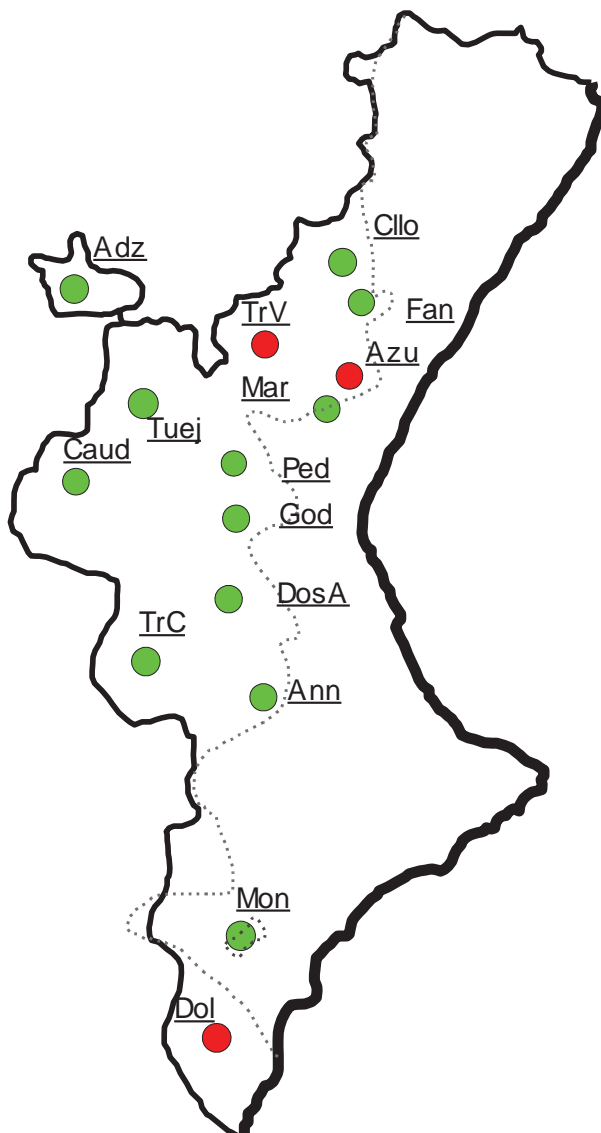 Cllo
Adz
Fan
TrV
Azu
Mar
Tuej
Caud
Ped
God
DosA
TrC
Ann
Mon
Dol